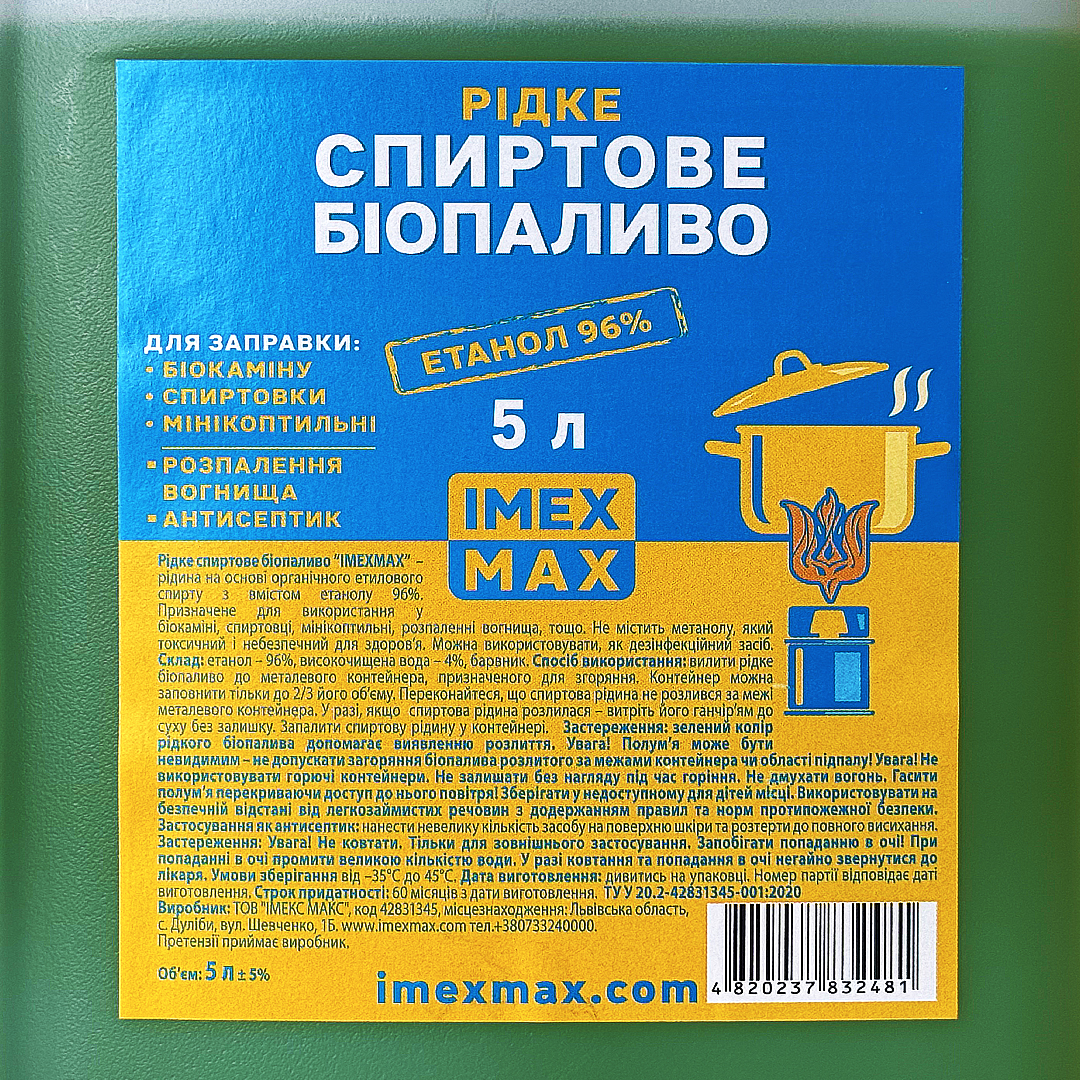 РІДКЕ
СПИРТОВЕ
БІОПАЛИВО
ЕТАНОЛ 96%
5 л
ДЛЯ ЗАПРАВКИ:
• БІОКАМІНУ
• СПИРТОВКИ
• МІНІКОПТИЛЬНІ
▪ РОЗПАЛЕННЯ
ВОГНИЩА
▪ АНТИСЕПТИК
IMEX
MAX
Рідке спиртове біопаливо "IMEXMAX" –
рідина на основі органічного етилового
спирту з вмістом етанолу 96%.
Призначене для використання у
біокаміні, спиртовці, мінікоптильні, розпаленні вогнища, тощо. Не містить метанолу, який
токсичний і небезпечний для здоров'я. Можна використовувати, як дезінфекційний засіб.
Склад: етанол – 96%, високочищена вода – 4%, барвник. Спосіб використання: вилити рідке
біопаливо до металевого контейнера, призначеного для згоряння. Контейнер можна
заповнити тільки до 2/3 його об'єму. Переконайтеся, що спиртова рідина не розлився за межі
металевого контейнера. У разі, якщо спиртова рідина розлилася – витріть його ганчір'ям до
суху без залишку. Запалити спиртову рідину у контейнері. Застереження: зелений колір
рідкого біопалива допомагає виявленню розлиття. Увага! Полум'я може бути
невидимим – не допускати загоряння біопалива розлитого за межами контейнера чи області підпалу! Увага! Не
використовувати горючі контейнери. Не залишати без нагляду під час горіння. Не дмухати вогонь. Гасити
полум'я перекриваючи доступ до нього повітря! Зберігати у недоступному для дітей місці. Використовувати на
безпечній відстані від легкозаймистих речовин з додержанням правил та норм протипожежної безпеки.
Застосування як антисептик: нанести невелику кількість засобу на поверхню шкіри та розтерти до повного висихання.
Застереження: Увага! Не ковтати. Тільки для зовнішнього застосування. Запобігати попаданню в очі! При
попаданні в очі промити великою кількістю води. У разі ковтання та попадання в очі негайно звернутися до
лікаря. Умови зберігання від –35°С до 45°С. Дата виготовлення: дивитись на упаковці. Номер партії відповідає даті
виготовлення. Строк придатності: 60 місяців з дати виготовлення. ТУ У 20.2-42831345-001:2020
Виробник: ТОВ "ІМЕКС МАКС", код 42831345, місцезнаходження: Львівська область,
с. Дуліби, вул. Шевченко, 1Б. www.imexmax.com тел.+380733240000.
Претензії приймає виробник.
Об'єм: 5 л ± 5%
imexmax.com
4 820237 832481